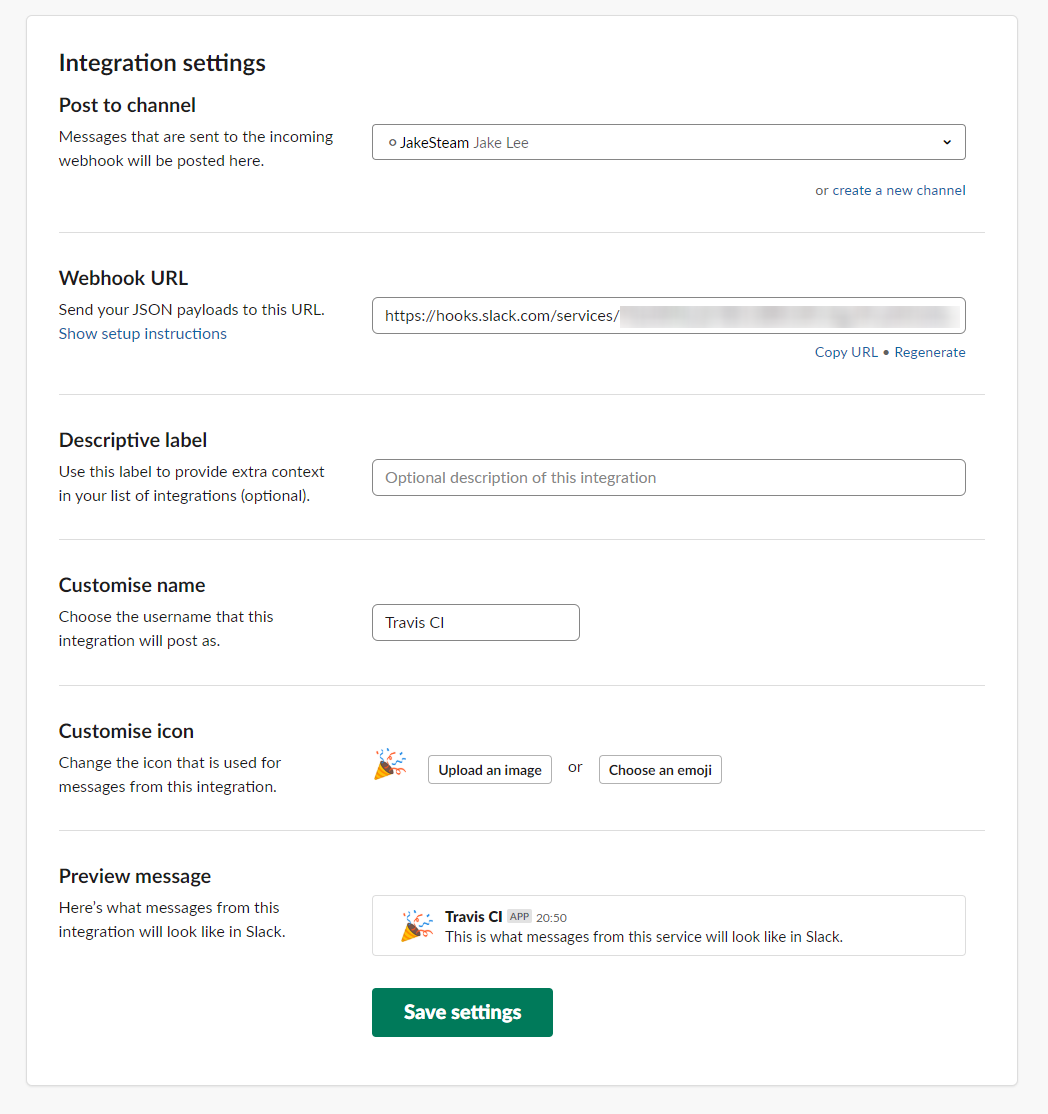 Integration settings
Post to channel
Messages that are sent to the incoming
webhook will be posted here.
JakeSteam Jake Lee
or create a new channel
Webhook URL
Send your JSON payloads to this URL.
Show setup instructions
https://hooks.slack.com/services/
Copy URL • Regenerate
Descriptive label
Use this label to provide extra context
in your list of integrations (optional).
Optional description of this integration
Customise name
Choose the username that this
integration will post as.
Travis CI
Customise icon
Change the icon that is used for
messages from this integration.
Upload an image or Choose an emoji
Preview message
Here's what messages from this
integration will look like in Slack.
Travis CI APP 20:50
This is what messages from this service will look like in Slack.
Save settings